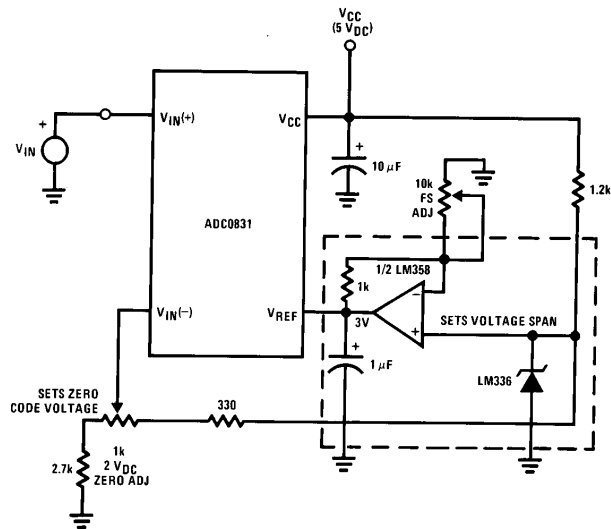 VCC
(5 VDC)
VIN(+)
VCC
+
VIN
+
10 µF
10k
FS
ADJ
1.2k
ADC0831
1/2 LM358
1k
VIN(−)
VREF
3V
−
+
SETS VOLTAGE SPAN
+
1 µF
LM336
SETS ZERO
CODE VOLTAGE
330
1k
2 VDC
ZERO ADJ
2.7k